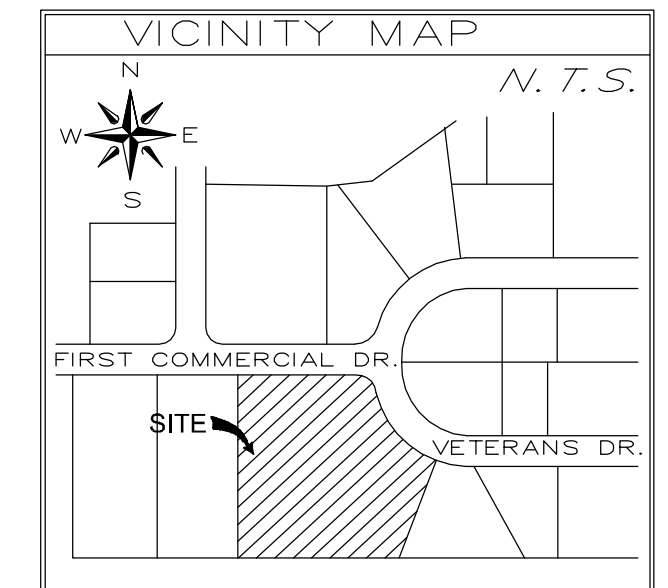 VICINITY MAP
N. T. S.
N
W E
S
FIRST COMMERCIAL DR.
SITE
VETERANS DR.